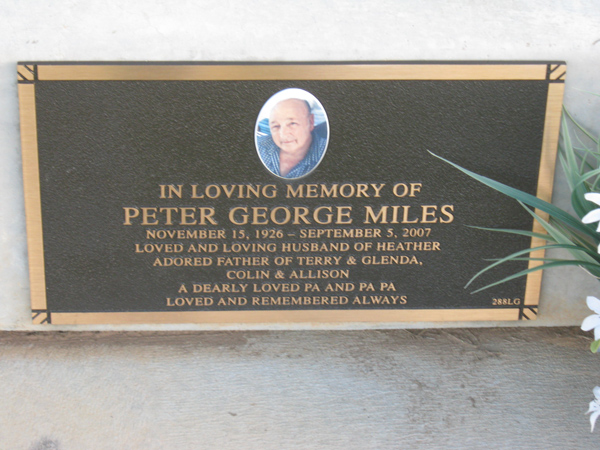 IN LOVING MEMORY OF
PETER GEORGE MILES
NOVEMBER 15, 1926 – SEPTEMBER 5, 2007
LOVED AND LOVING HUSBAND OF HEATHER
ADORED FATHER OF TERRY & GLENDA,
COLIN & ALLISON
A DEARLY LOVED PA AND PA PA
LOVED AND REMEMBERED ALWAYS
288LG